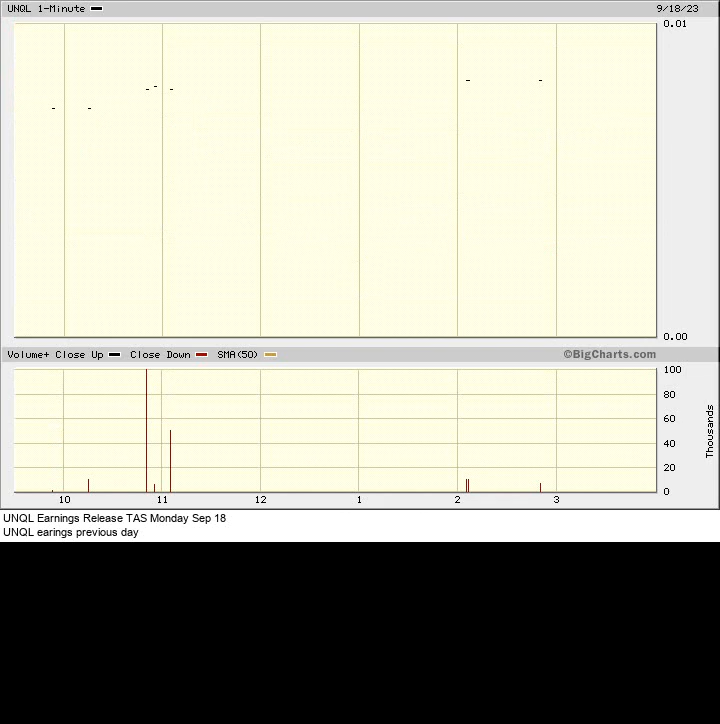 UNQL 1-Minute 9/18/23
0.01
0.00
Volume+ Close Up Close Down SMA(50) ©BigCharts.com
100
80
60
40
20
0
Thousands
10 11 12 1 2 3
UNQL Earnings Release TAS Monday Sep 18
UNQL earings previous day